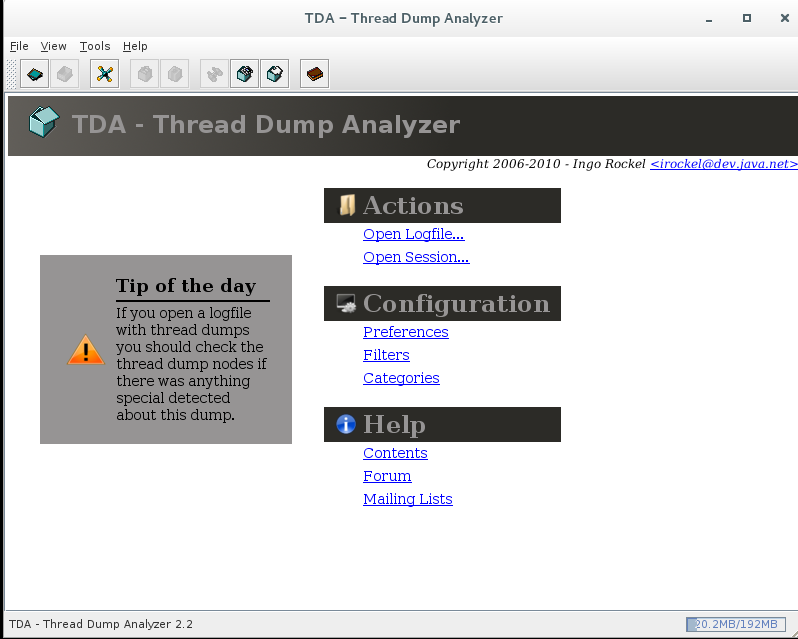 TDA – Thread Dump Analyzer
File View Tools Help
TDA - Thread Dump Analyzer
Copyright 2006-2010 - Ingo Rockel <irockel@dev.java.net>
Actions
Open Logfile...
Open Session...
Tip of the day
If you open a logfile
with thread dumps
you should check the
thread dump nodes if
there was anything
special detected
about this dump.
Configuration
Preferences
Filters
Categories
Help
Contents
Forum
Mailing Lists
TDA - Thread Dump Analyzer 2.2
20.2MB/192MB